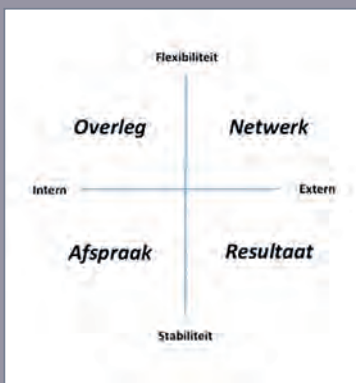 Flexibiliteit
Overleg Netwerk
Intern Extern
Afspraak Resultaat
Stabiliteit